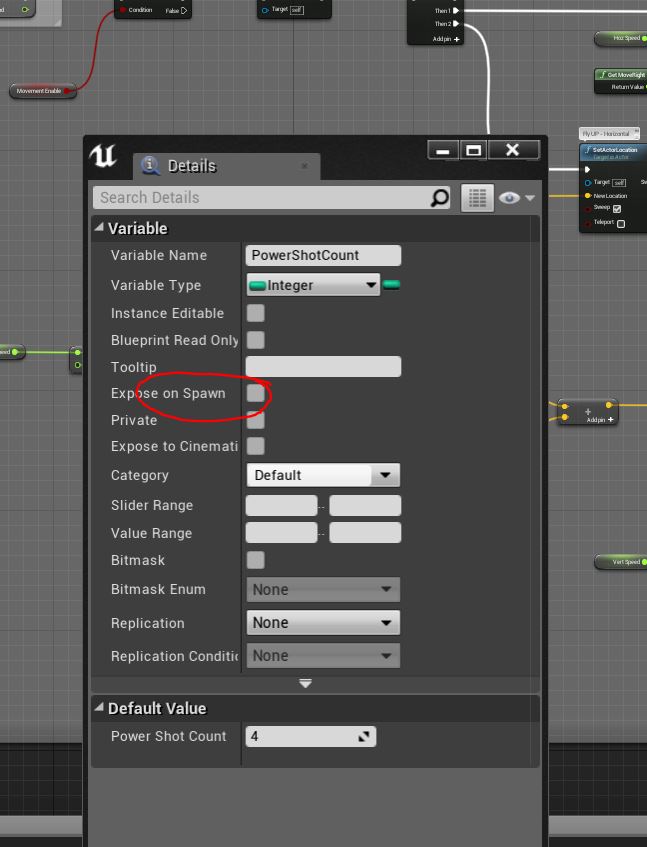 Condition
False
Target
self
Then 1
Then 2
Add pin +
Hoz Speed
Movement Enable
Get MoveRight
Return Value
Fly UP - Horizontal
SetActorLocation
Target is Actor
Target
self
New Location
Sweep
Teleport
Details
Search Details
Variable
Variable Name
PowerShotCount
Variable Type
Integer
Instance Editable
Blueprint Read Only
Tooltip
Expose on Spawn
Private
Expose to Cinemati
Category
Default
Slider Range
..
Value Range
..
Bitmask
Bitmask Enum
None
Replication
None
Replication Conditic
None
Add pin +
Vert Speed
Default Value
Power Shot Count
4